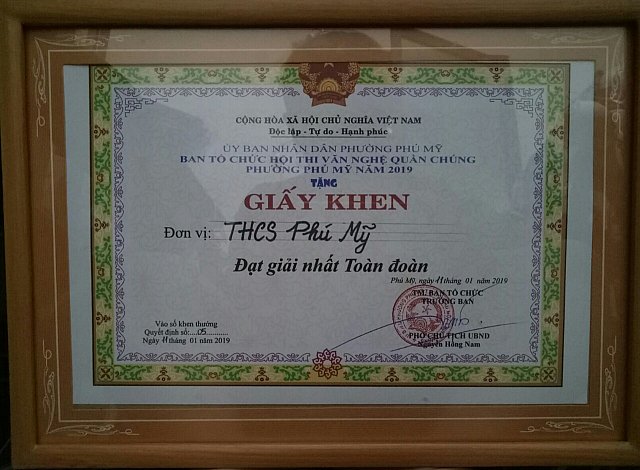 CỘNG HÒA XÃ HỘI CHỦ NGHĨA VIỆT NAM
Độc lập - Tự do - Hạnh phúc
ỦY BAN NHÂN DÂN PHƯỜNG PHÚ MỸ
BAN TỔ CHỨC HỘI THI VĂN NGHỆ QUẦN CHÚNG
PHƯỜNG PHÚ MỸ NĂM 2019
TẶNG
GIẤY KHEN
Đơn vị: THCS Phú Mỹ
Đạt giải nhất Toàn đoàn
Phú Mỹ, ngày 11 tháng 01 năm 2019
TM. BAN TỔ CHỨC
TRƯỞNG BAN
Vào sổ khen thưởng
Quyết định số:....05...........
Ngày 11 tháng 01 năm 2019
PHÓ CHỦ TỊCH UBND
Nguyễn Hồng Nam